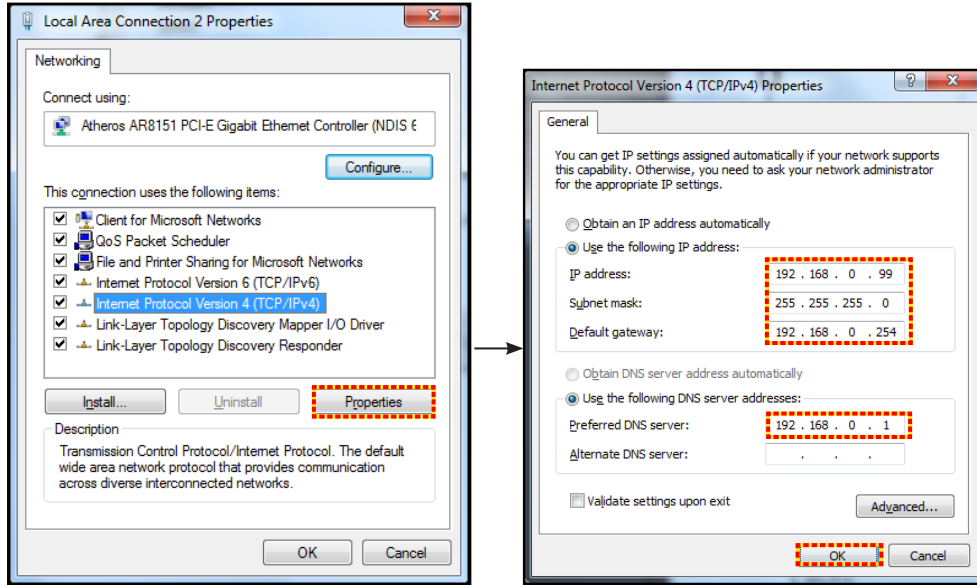 Local Area Connection 2 Properties
Networking
Connect using:
Atheros AR8151 PCI-E Gigabit Ethernet Controller (NDIS 6
Configure...
This connection uses the following items:
Client for Microsoft Networks
QoS Packet Scheduler
File and Printer Sharing for Microsoft Networks
Internet Protocol Version 6 (TCP/IPv6)
Internet Protocol Version 4 (TCP/IPv4)
Link-Layer Topology Discovery Mapper I/O Driver
Link-Layer Topology Discovery Responder
Install...
Uninstall
Properties
Description
Transmission Control Protocol/Internet Protocol. The default
wide area network protocol that provides communication
across diverse interconnected networks.
OK
Cancel
Internet Protocol Version 4 (TCP/IPv4) Properties
General
You can get IP settings assigned automatically if your network supports
this capability. Otherwise, you need to ask your network administrator
for the appropriate IP settings.
Obtain an IP address automatically
Use the following IP address:
IP address: 192 . 168 . 0 . 99
Subnet mask: 255 . 255 . 255 . 0
Default gateway: 192 . 168 . 0 . 254
Obtain DNS server address automatically
Use the following DNS server addresses:
Preferred DNS server: 192 . 168 . 0 . 1
Alternate DNS server: . . .
Validate settings upon exit
Advanced...
OK
Cancel